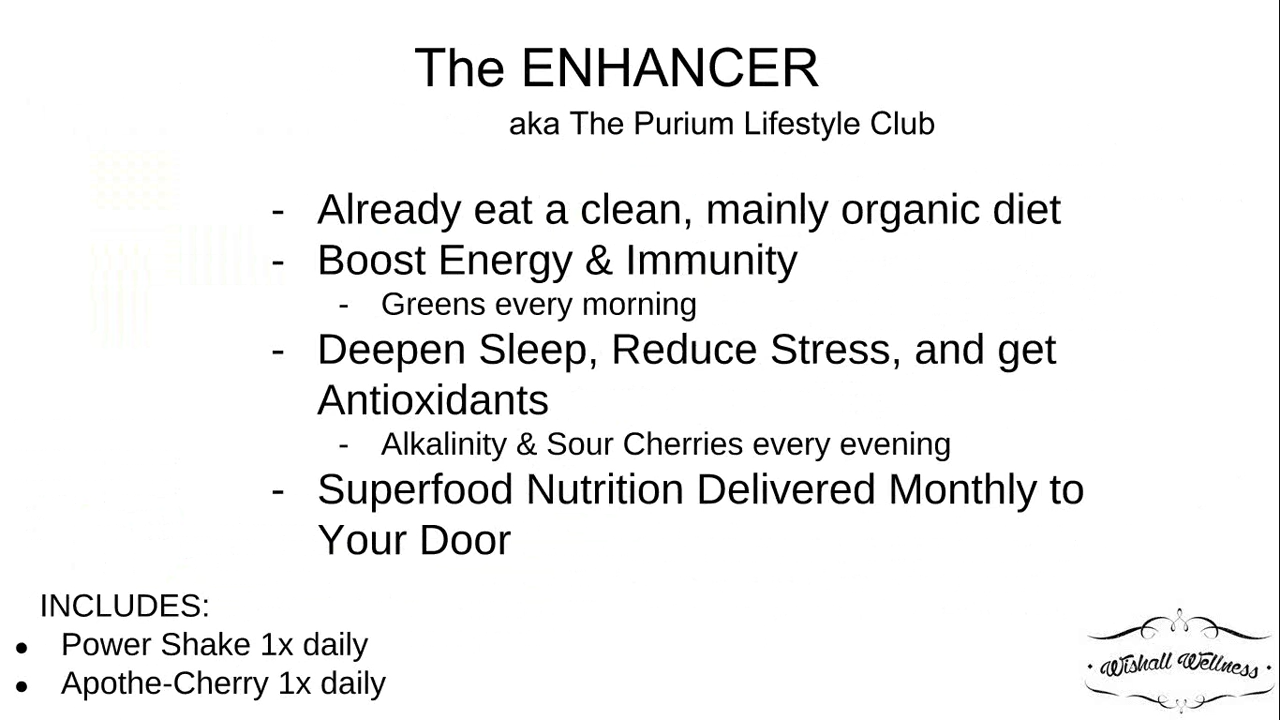 The ENHANCER
aka The Purium Lifestyle Club
- Already eat a clean, mainly organic diet
- Boost Energy & Immunity
- Greens every morning
- Deepen Sleep, Reduce Stress, and get
Antioxidants
- Alkalinity & Sour Cherries every evening
- Superfood Nutrition Delivered Monthly to
Your Door
INCLUDES:
● Power Shake 1x daily
● Apothe-Cherry 1x daily
· Wishall Wellness ·